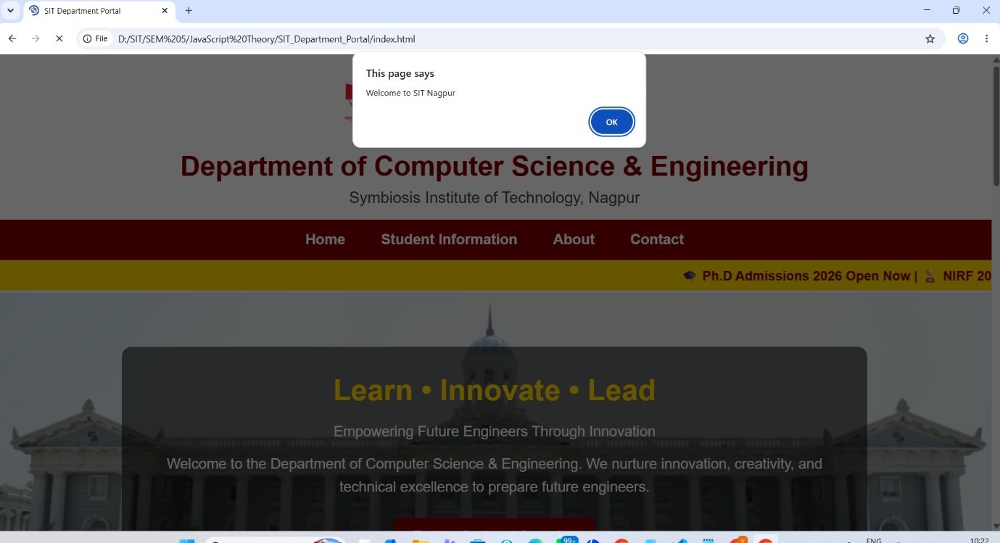 SIT Department Portal
File
D:/SIT/SEM%205/JavaScript%20Theory/SIT_Department_Portal/index.html
This page says
Welcome to SIT Nagpur
OK
Department of Computer Science & Engineering
Symbiosis Institute of Technology, Nagpur
Home Student Information About Contact
Ph.D Admissions 2026 Open Now | NIRF 20
Learn • Innovate • Lead
Empowering Future Engineers Through Innovation
Welcome to the Department of Computer Science & Engineering. We nurture innovation, creativity, and
technical excellence to prepare future engineers.
99+
ENG
10:22